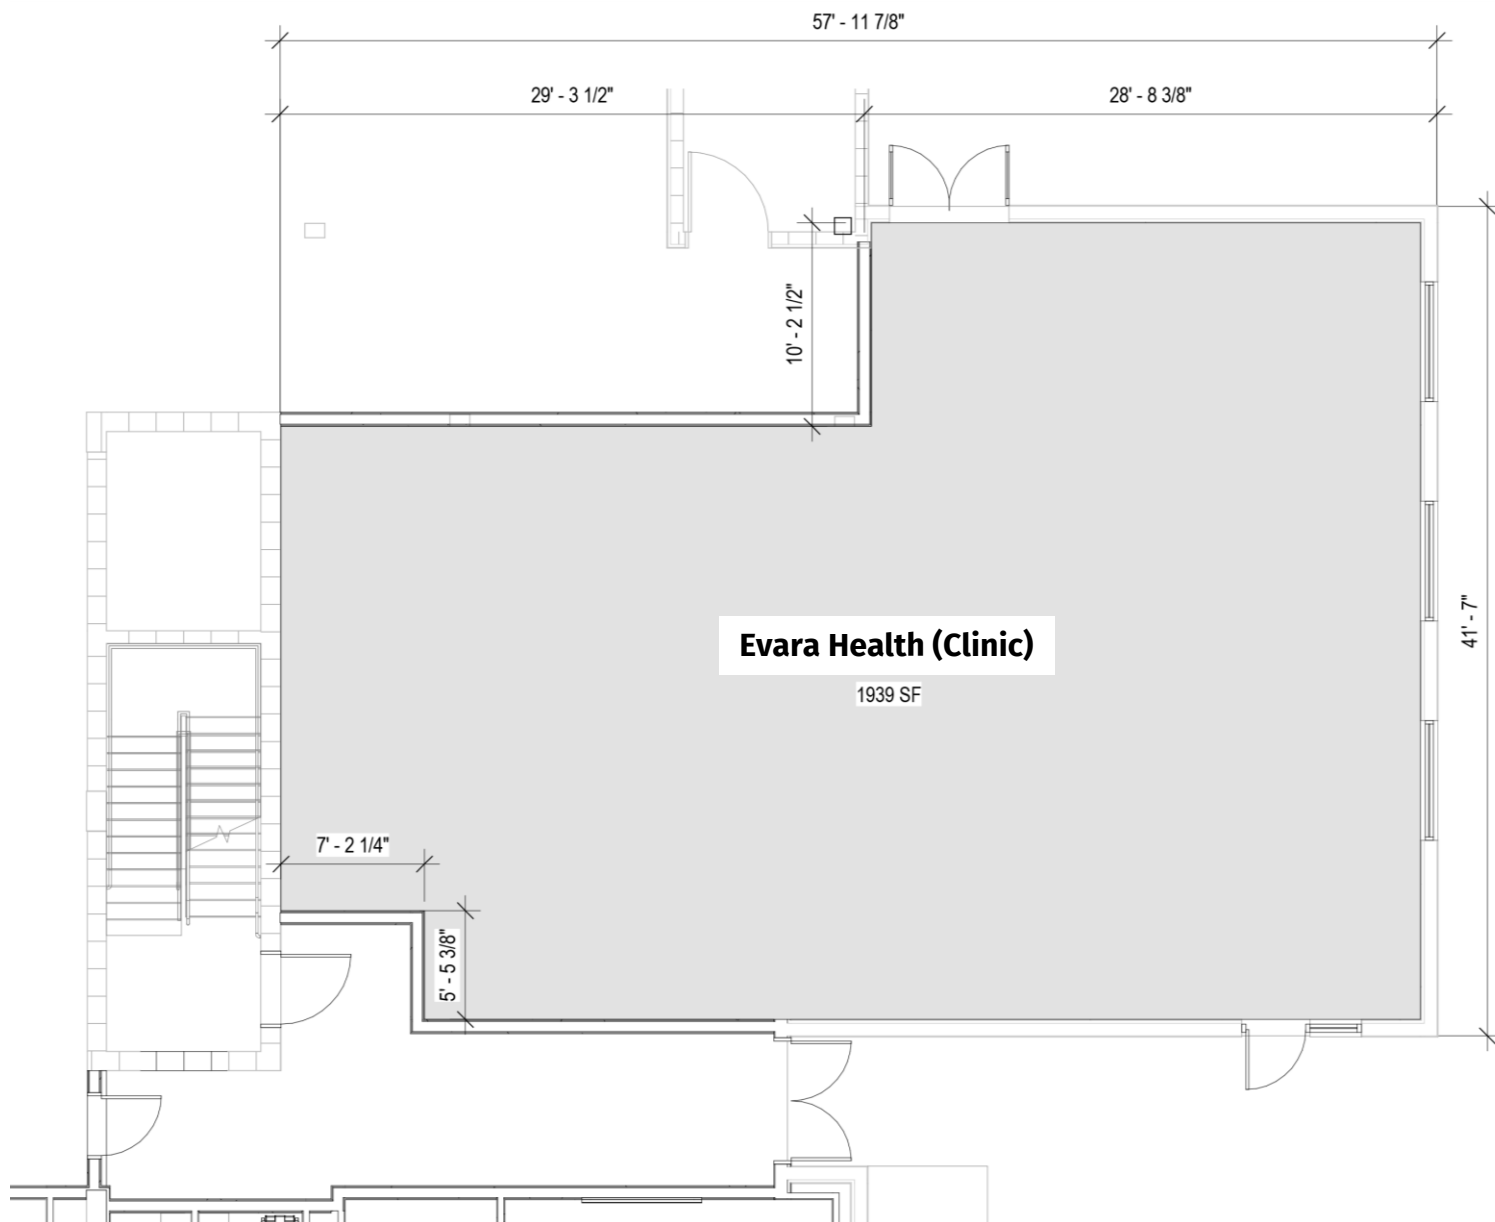 57' - 11 7/8"
29' - 3 1/2"
28' - 8 3/8"
10' - 2 1/2"
41' - 7"
Evara Health (Clinic)
1939 SF
7' - 2 1/4"
5' - 5 3/8"